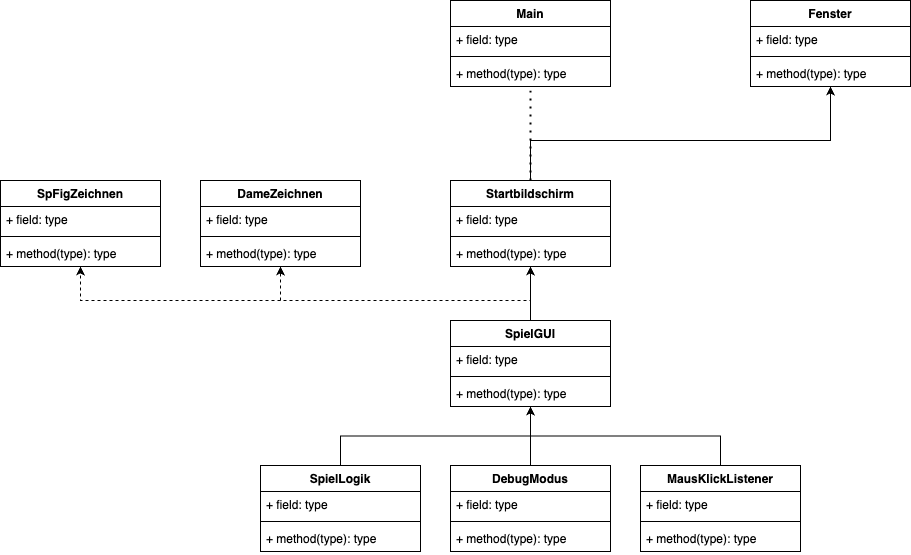 Main
+ field: type
+ method(type): type
Fenster
+ field: type
+ method(type): type
SpFigZeichnen
+ field: type
+ method(type): type
DameZeichnen
+ field: type
+ method(type): type
Startbildschirm
+ field: type
+ method(type): type
SpielGUI
+ field: type
+ method(type): type
SpielLogik
+ field: type
+ method(type): type
DebugModus
+ field: type
+ method(type): type
MausKlickListener
+ field: type
+ method(type): type